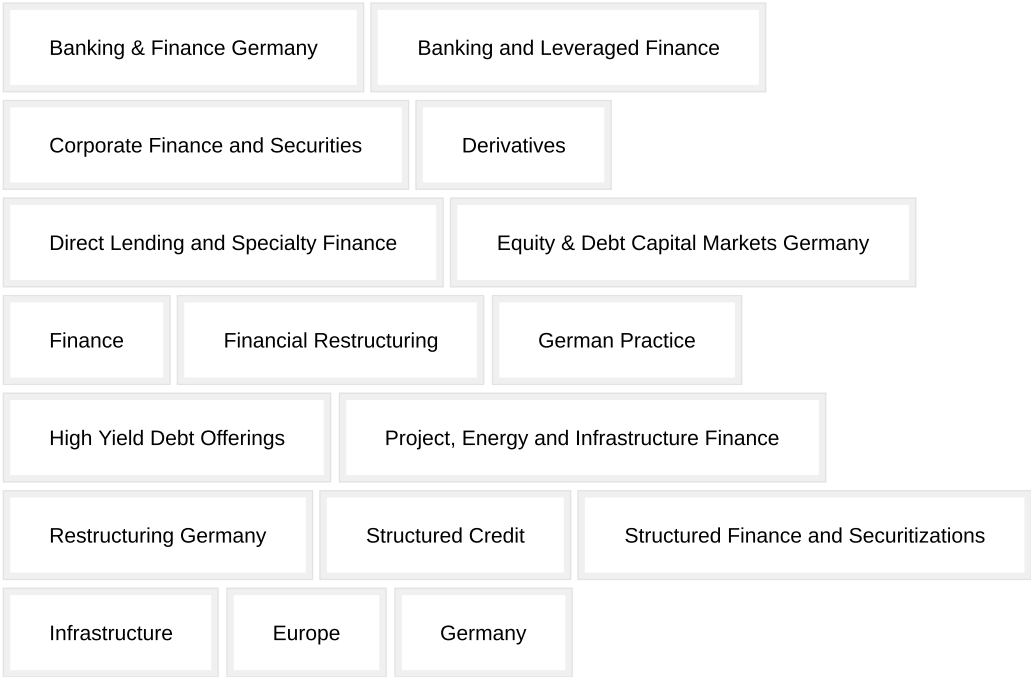 Banking & Finance Germany
Banking and Leveraged Finance
Corporate Finance and Securities
Derivatives
Direct Lending and Specialty Finance
Equity & Debt Capital Markets Germany
Finance
Financial Restructuring
German Practice
High Yield Debt Offerings
Project, Energy and Infrastructure Finance
Restructuring Germany
Structured Credit
Structured Finance and Securitizations
Infrastructure
Europe
Germany